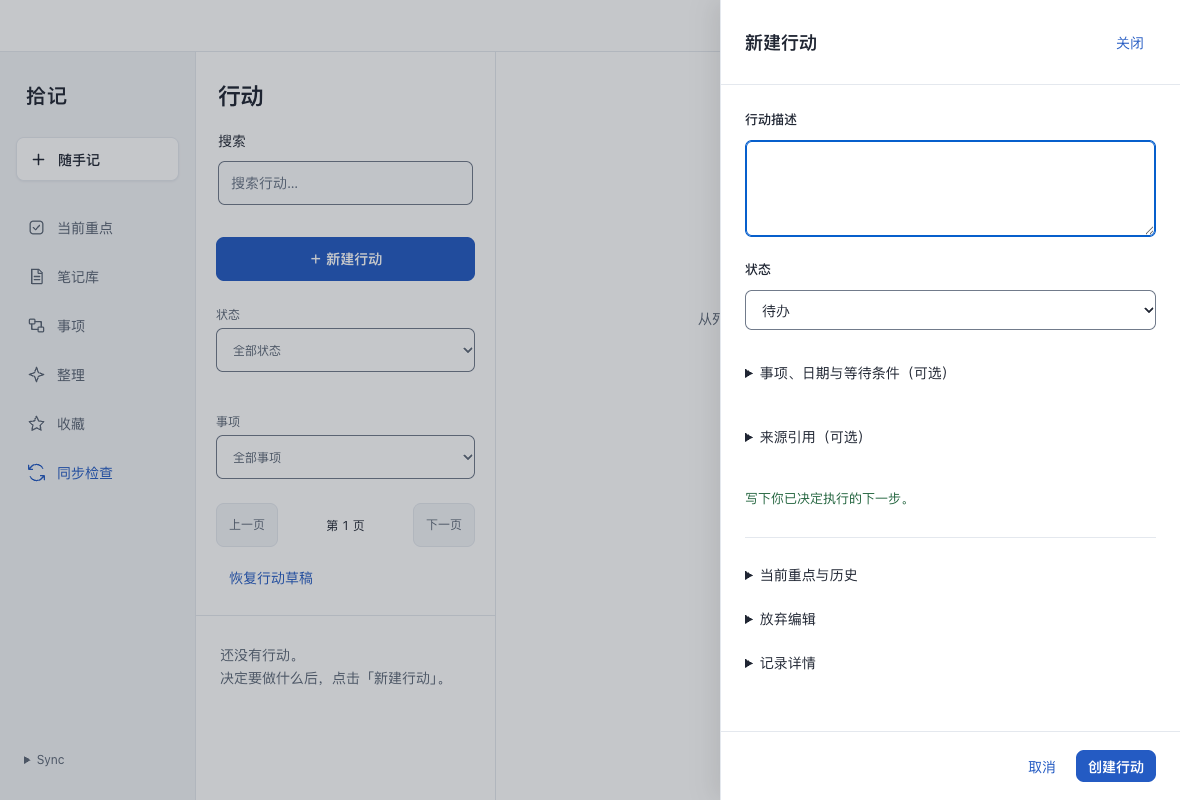 拾记
+ 随手记
当前重点
笔记库
事项
整理
收藏
同步检查
Sync
行动
搜索
搜索行动...
+ 新建行动
状态
全部状态
事项
全部事项
上一页
第 1 页
下一页
恢复行动草稿
还没有行动。
决定要做什么后，点击「新建行动」。
从列
新建行动
关闭
行动描述
状态
待办
事项、日期与等待条件（可选）
来源引用（可选）
写下你已决定执行的下一步。
当前重点与历史
放弃编辑
记录详情
取消
创建行动